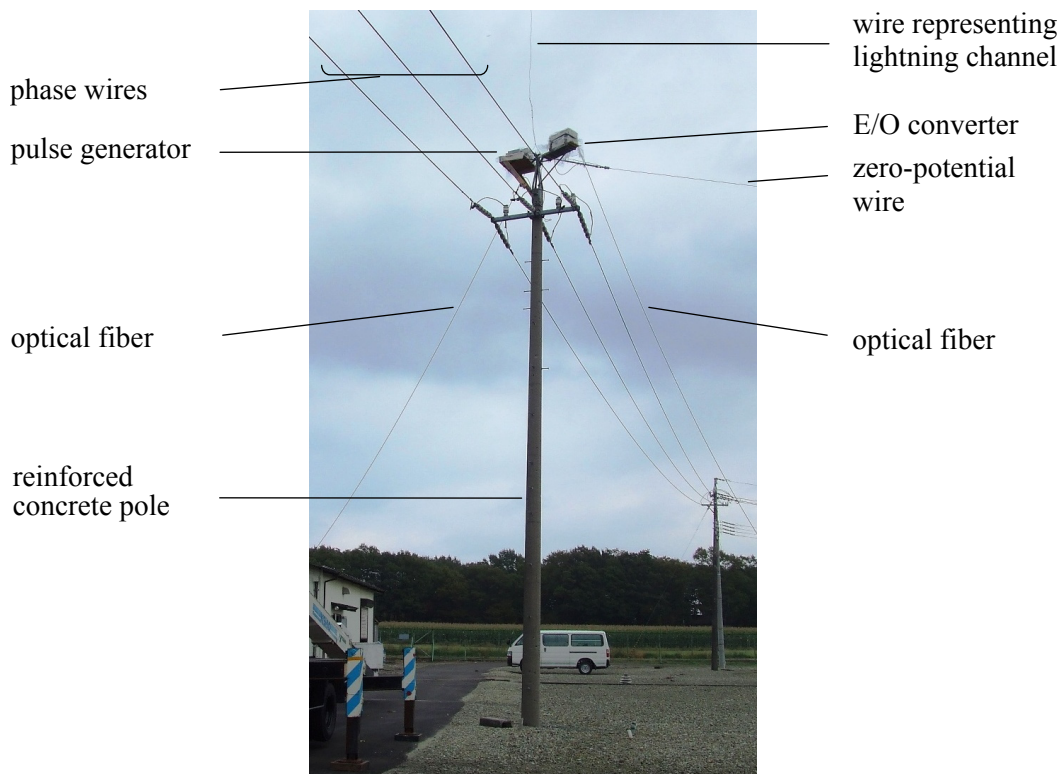 phase wires
pulse generator
optical fiber
reinforced
concrete pole
wire representing
lightning channel
E/O converter
zero-potential
wire
optical fiber